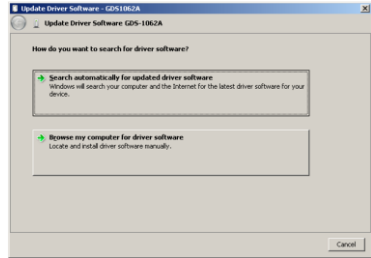 Update Driver Software - GDS1062A
Update Driver Software GDS-1062A
How do you want to search for driver software?
Search automatically for updated driver software
Windows will search your computer and the Internet for the latest driver software for your
device.
Browse my computer for driver software
Locate and install driver software manually.
Cancel